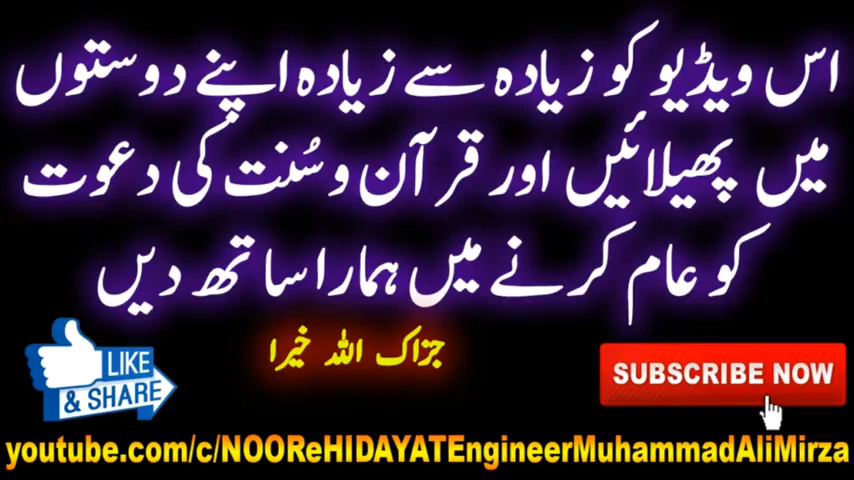 اس ویڈیو کو زیادہ سے زیادہ اپنے دوستوں
میں پھیلائیں اور قرآن و سُنت کی دعوت
کو عام کرنے میں ہمارا ساتھ دیں
جزاک اللہ خیرا
LIKE
& SHARE
SUBSCRIBE NOW
youtube.com/c/NOOReHIDAYATEngineerMuhammadAliMirza